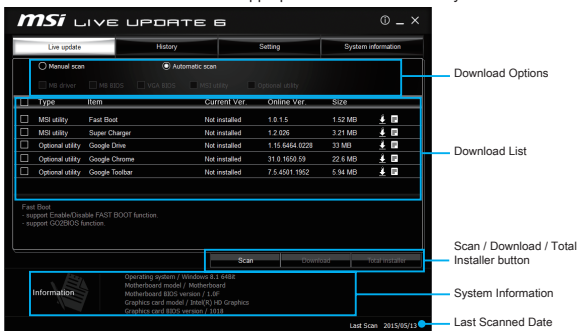 msi LIVE UPDATE 6
Live update History Setting System information
Manual scan Automatic scan
MB driver MB BIOS VGA BIOS MSI utility Optional utility
Download Options
Type Item Current Ver. Online Ver. Size
MSI utility Fast Boot Not installed 1.0.1.5 1.52 MB
MSI utility Super Charger Not installed 1.2.026 3.21 MB
Optional utility Google Drive Not installed 1.15.6464.0228 33 MB
Download List
Optional utility Google Chrome Not installed 31.0.1650.59 22.6 MB
Optional utility Google Toolbar Not installed 7.5.4501.1952 5.94 MB
Fast Boot
- support Enable/Disable FAST BOOT function.
- support GO2BIOS function.
Scan Download Total Installer
Scan / Download / Total
Installer button
Information
Operating system / Windows 8.1 64Bit
Motherboard model / Motherboard
Motherboard BIOS version / 1.0F
Graphics card model / Intel(R) HD Graphics
Graphics card BIOS version / 1018
System Information
Last Scan 2015/05/13
Last Scanned Date